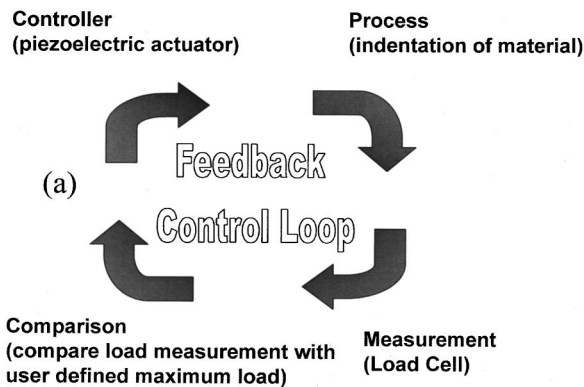 Controller
(piezoelectric actuator)
Process
(indentation of material)
(a)
Feedback
Control Loop
Comparison
(compare load measurement with
user defined maximum load)
Measurement
(Load Cell)